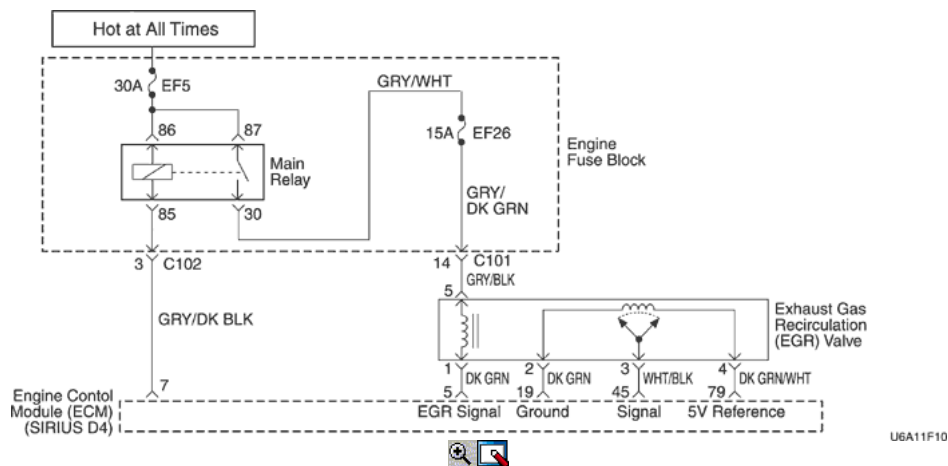 Hot at All Times
30A EF5
GRY/WHT
86 87
15A EF26
Engine
Fuse Block
Main
Relay
GRY/
DK GRN
85 30
3 C102
14 C101
GRY/BLK
5
GRY/DK BLK
Exhaust Gas
Recirculation
(EGR) Valve
1 2 3 4
DK GRN DK GRN WHT/BLK DK GRN/WHT
7
5 19 45 79
Engine Contol
Module (ECM)
(SIRIUS D4)
EGR Signal Ground Signal 5V Reference
U6A11F10